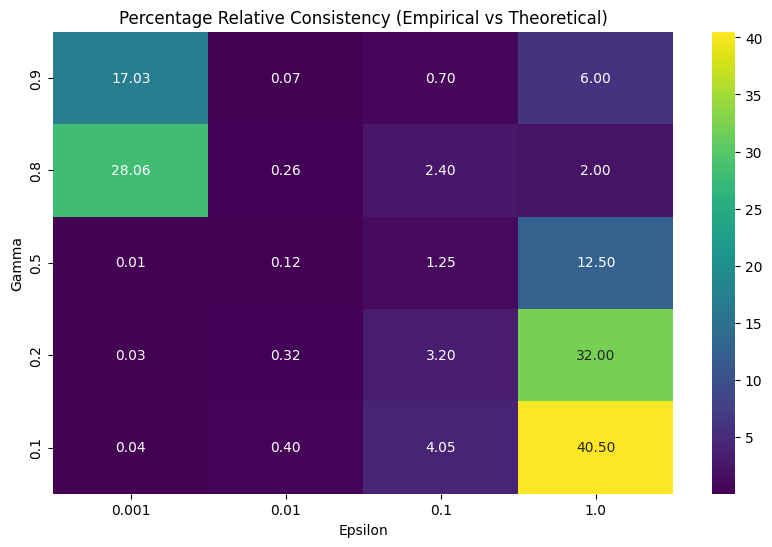 Percentage Relative Consistency (Empirical vs Theoretical)
Gamma
0.9 17.03 0.07 0.70 6.00
0.8 28.06 0.26 2.40 2.00
0.5 0.01 0.12 1.25 12.50
0.2 0.03 0.32 3.20 32.00
0.1 0.04 0.40 4.05 40.50
0.001 0.01 0.1 1.0
Epsilon
40
35
30
25
20
15
10
5